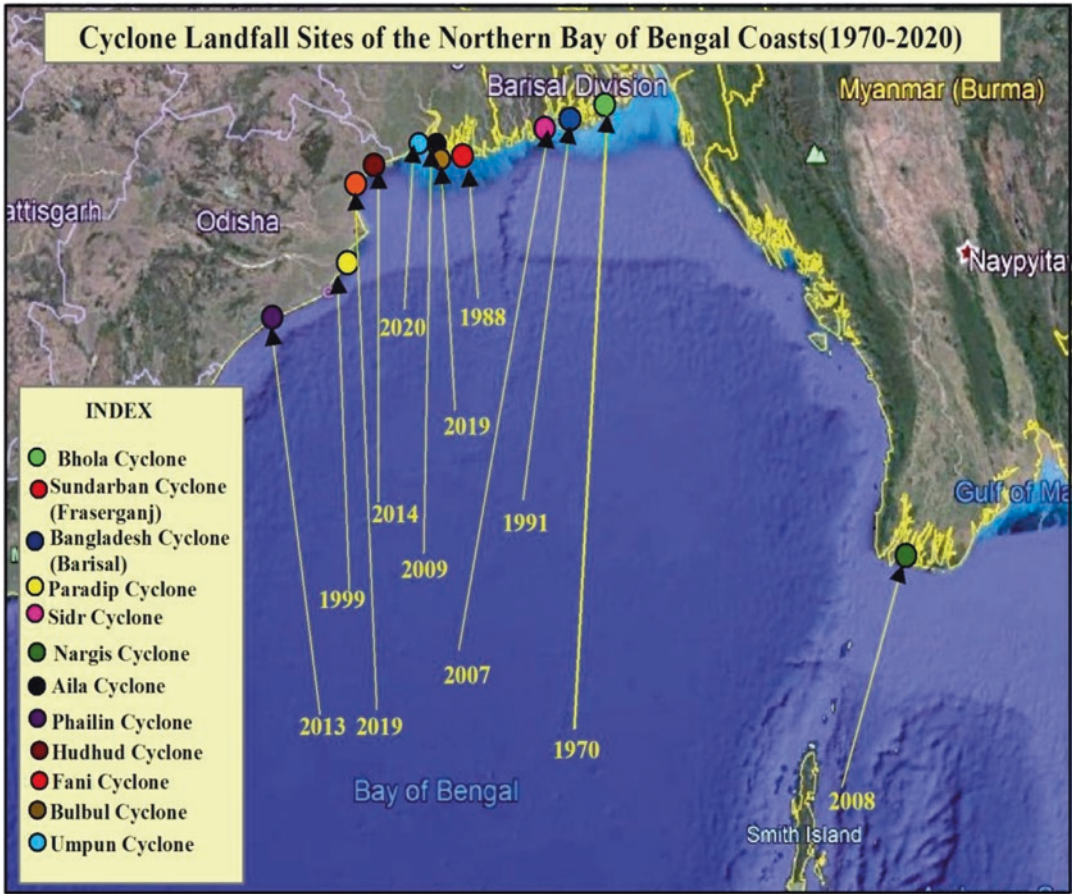 Cyclone Landfall Sites of the Northern Bay of Bengal Coasts(1970-2020)
Barisal Division
Myanmar (Burma)
attisgarh
Odisha
Naypyita
2020
1988
2019
2014
1991
2009
1999
2007
2013
2019
1970
2008
Gulf of Ma
Bay of Bengal
Smith Island
INDEX
Bhola Cyclone
Sundarban Cyclone
(Fraserganj)
Bangladesh Cyclone
(Barisal)
Paradip Cyclone
Sidr Cyclone
Nargis Cyclone
Aila Cyclone
Phailin Cyclone
Hudhud Cyclone
Fani Cyclone
Bulbul Cyclone
Umpun Cyclone